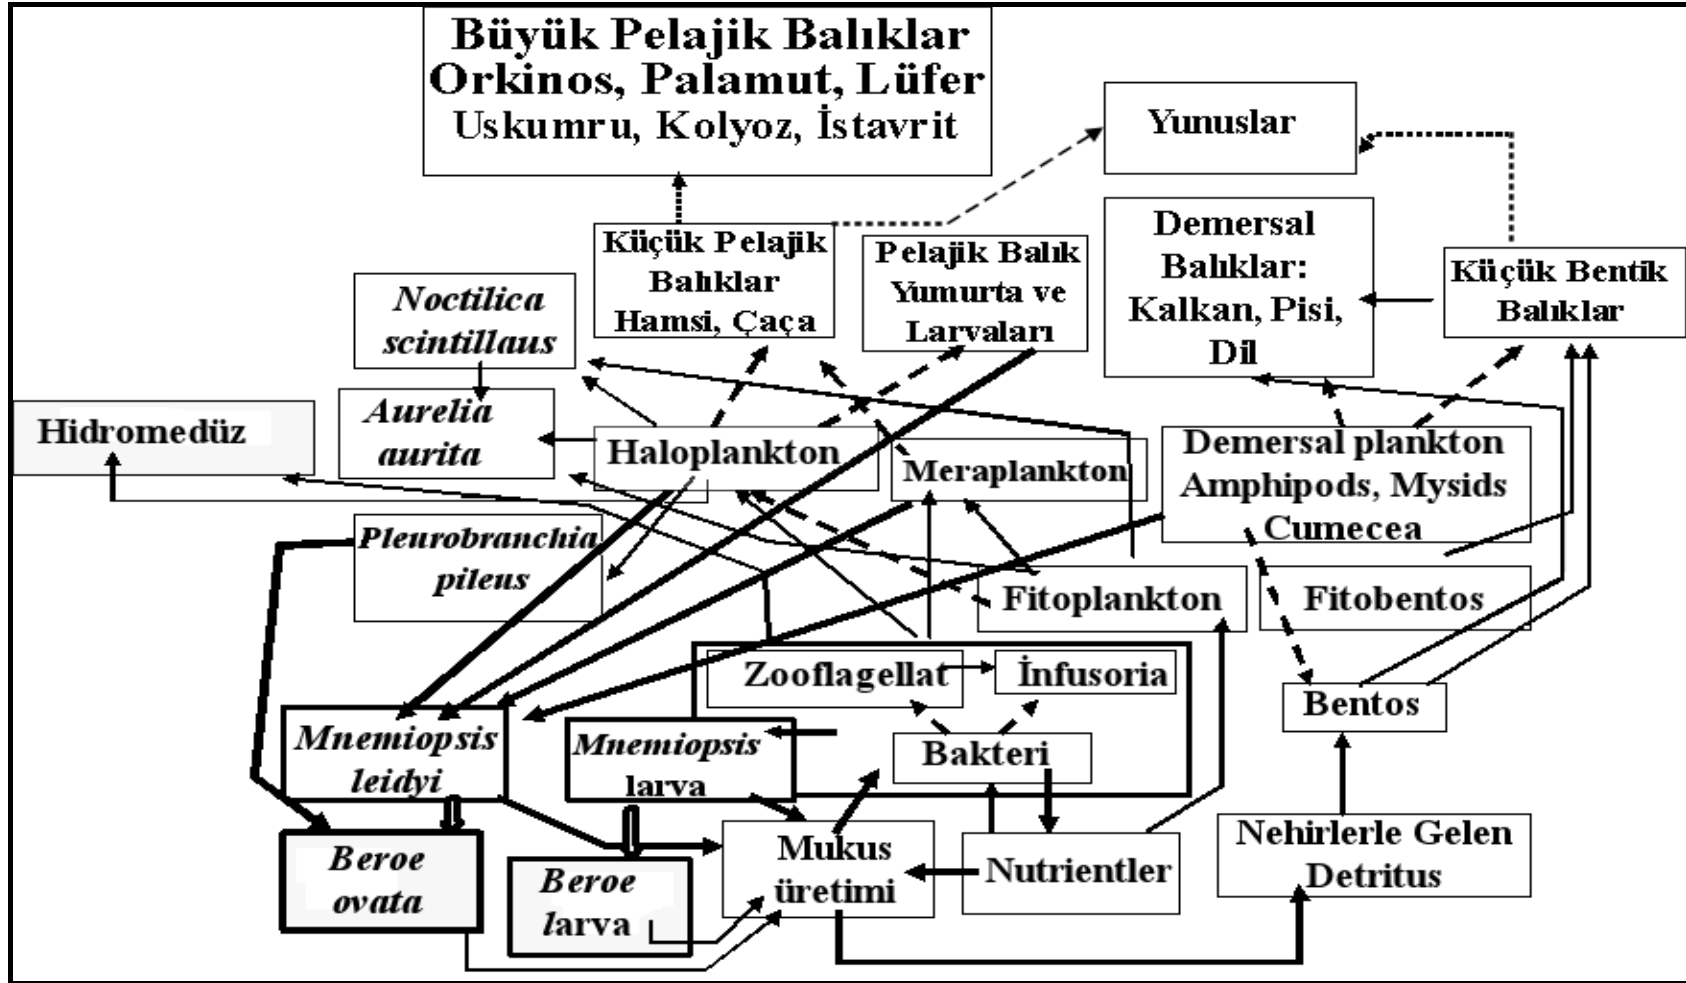 Büyük Pelajik Balıklar
Orkinos, Palamut, Lüfer
Uskumru, Kolyoz, İstavrit
Yunuslar
Küçük Pelajik
Balıklar
Hamsi, Çaça
Pelajik Balık
Yumurta ve
Larvaları
Demersal
Balıklar:
Kalkan, Pisi,
Dil
Küçük Bentik
Balıklar
Noctilica
scintillaus
Aurelia
aurita
Hidromedüz
Haloplankton
Meraplankton
Demersal plankton
Amphipods, Mysids
Cumecea
Pleurobranchia
pileus
Fitoplankton
Fitobentos
Zooflagellat
İnfusoria
Bentos
Mnemiopsis
leidyi
Mnemiopsis
larva
Bakteri
Beroe
ovata
Beroe
larva
Mukus
üretimi
Nutrientler
Nehirlerle Gelen
Detritus